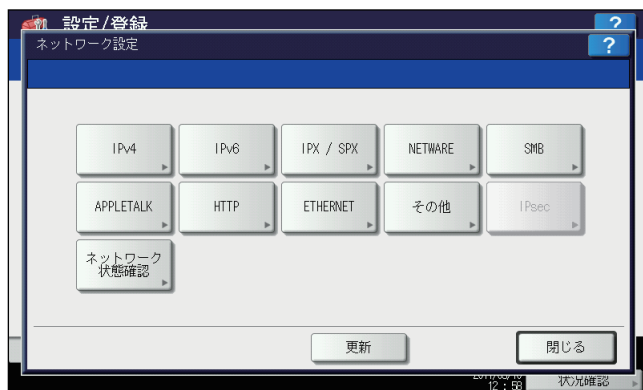 設定/登録
?
ネットワーク設定
?
IPv4
IPv6
IPX / SPX
NETWARE
SMB
APPLETALK
HTTP
ETHERNET
その他
IPsec
ネットワーク
状態確認
更新
閉じる
12:58
状況確認